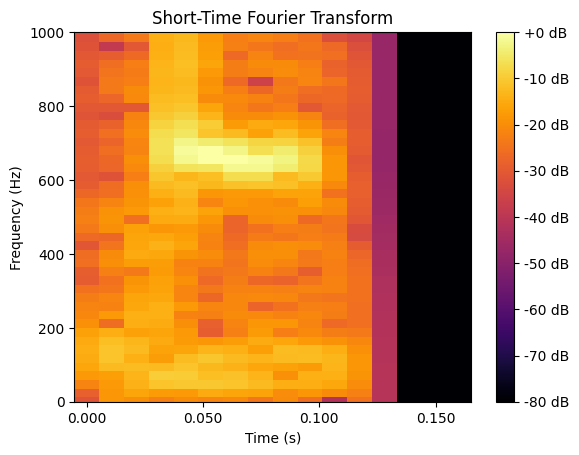 Short-Time Fourier Transform
1000
800
600
400
200
0
Frequency (Hz)
0.000
0.050
0.100
0.150
Time (s)
+0 dB
-10 dB
-20 dB
-30 dB
-40 dB
-50 dB
-60 dB
-70 dB
-80 dB